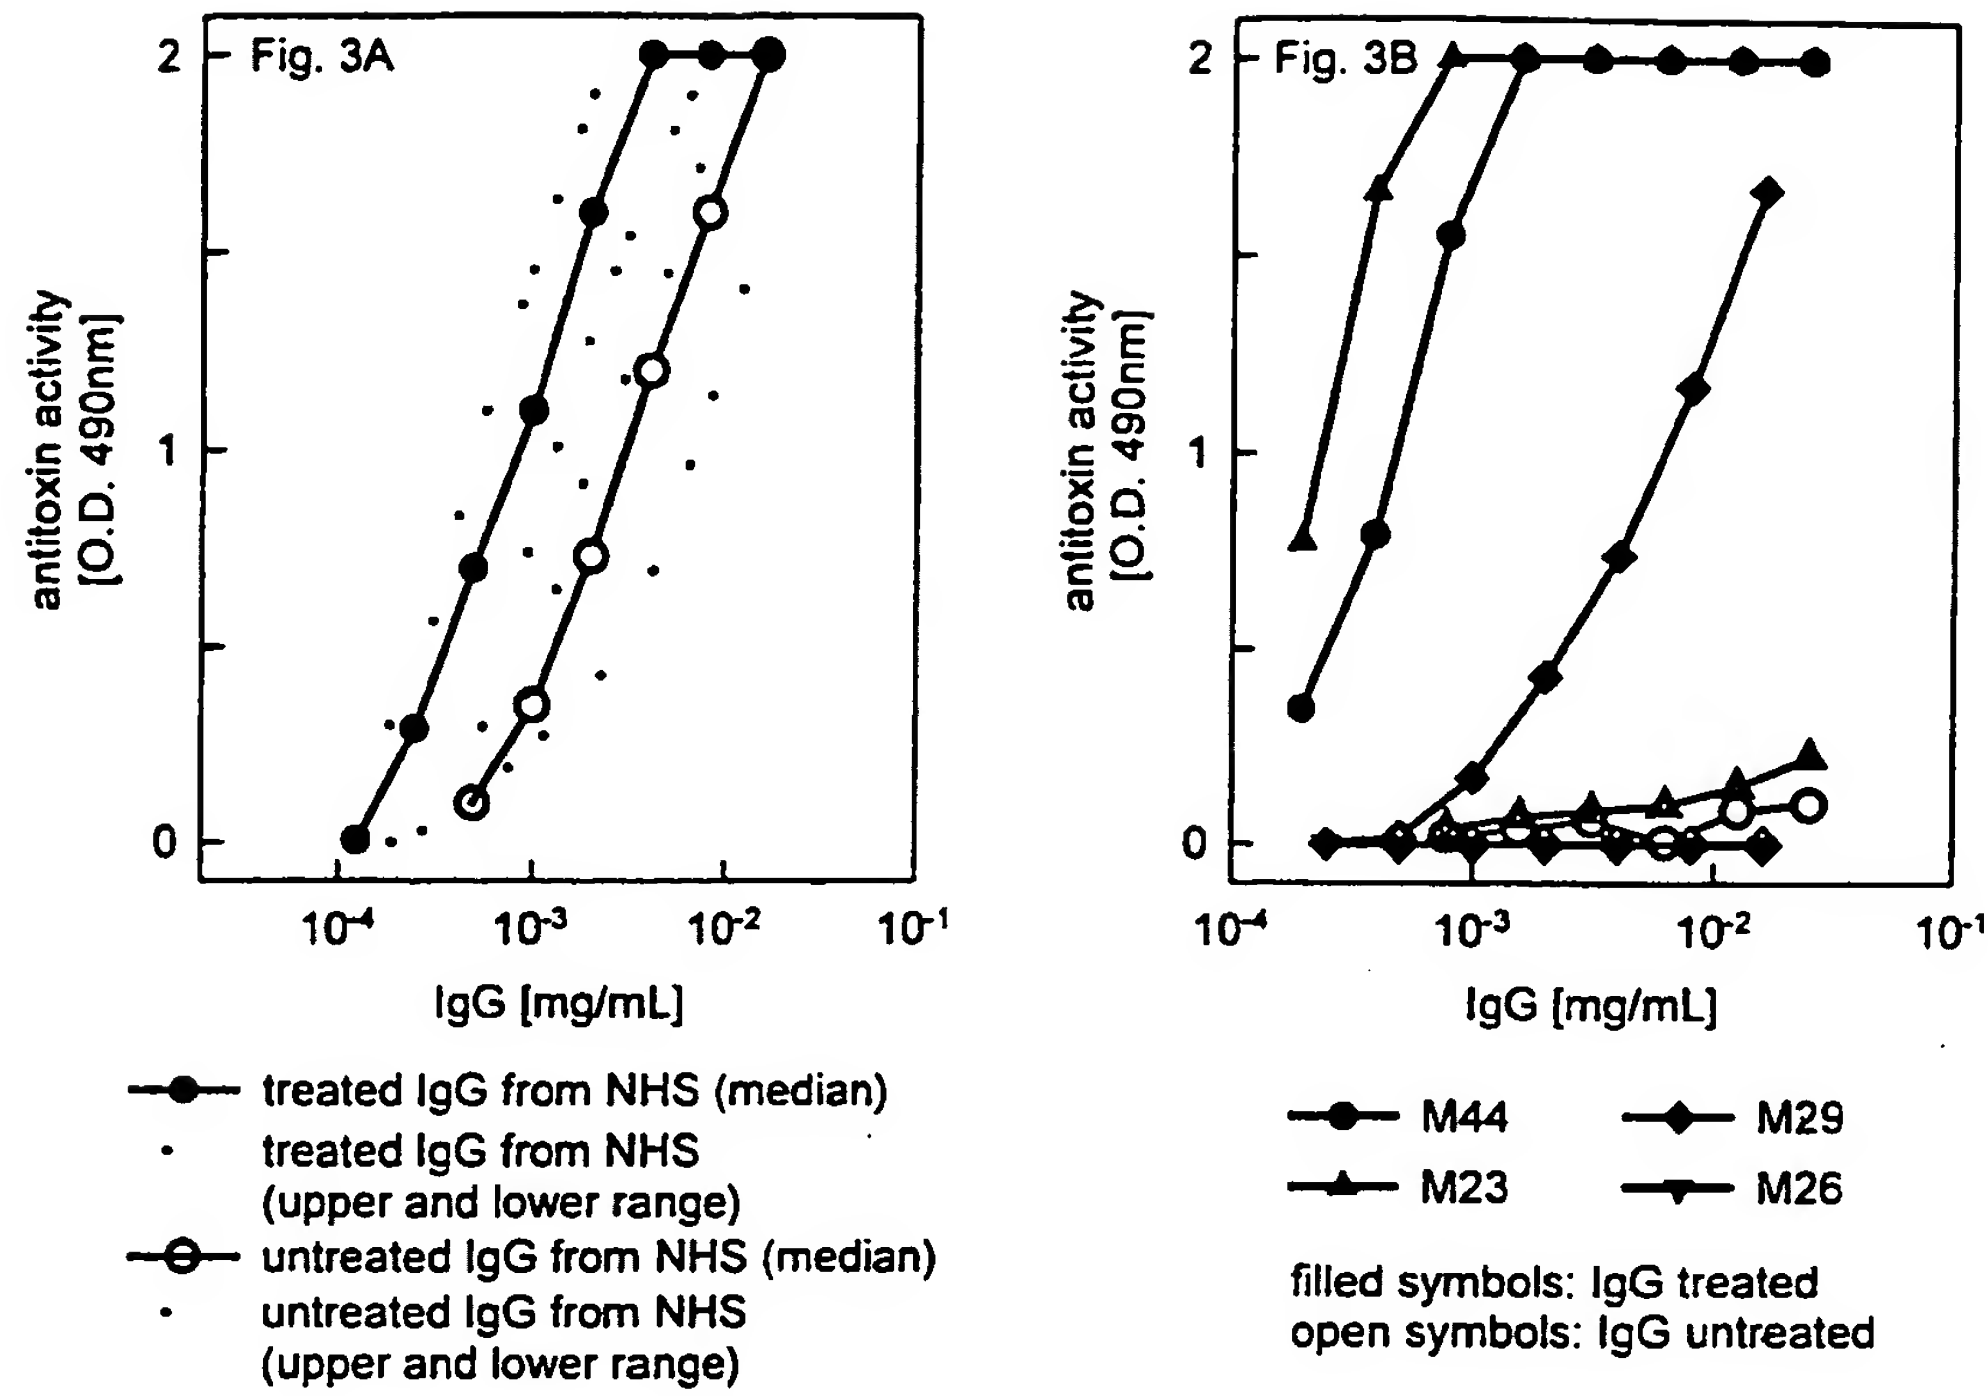 Fig. 3A
2
1
0
antitoxin activity
[O.D. 490nm]
10-4
10-3
10-2
10-1
IgG [mg/mL]
treated IgG from NHS (median)
treated IgG from NHS
(upper and lower range)
untreated IgG from NHS (median)
untreated IgG from NHS
(upper and lower range)
Fig. 3B
2
1
0
antitoxin activity
[O.D. 490nm]
10-4
10-3
10-2
10-1
IgG [mg/mL]
M44
M29
M23
M26
filled symbols: IgG treated
open symbols: IgG untreated